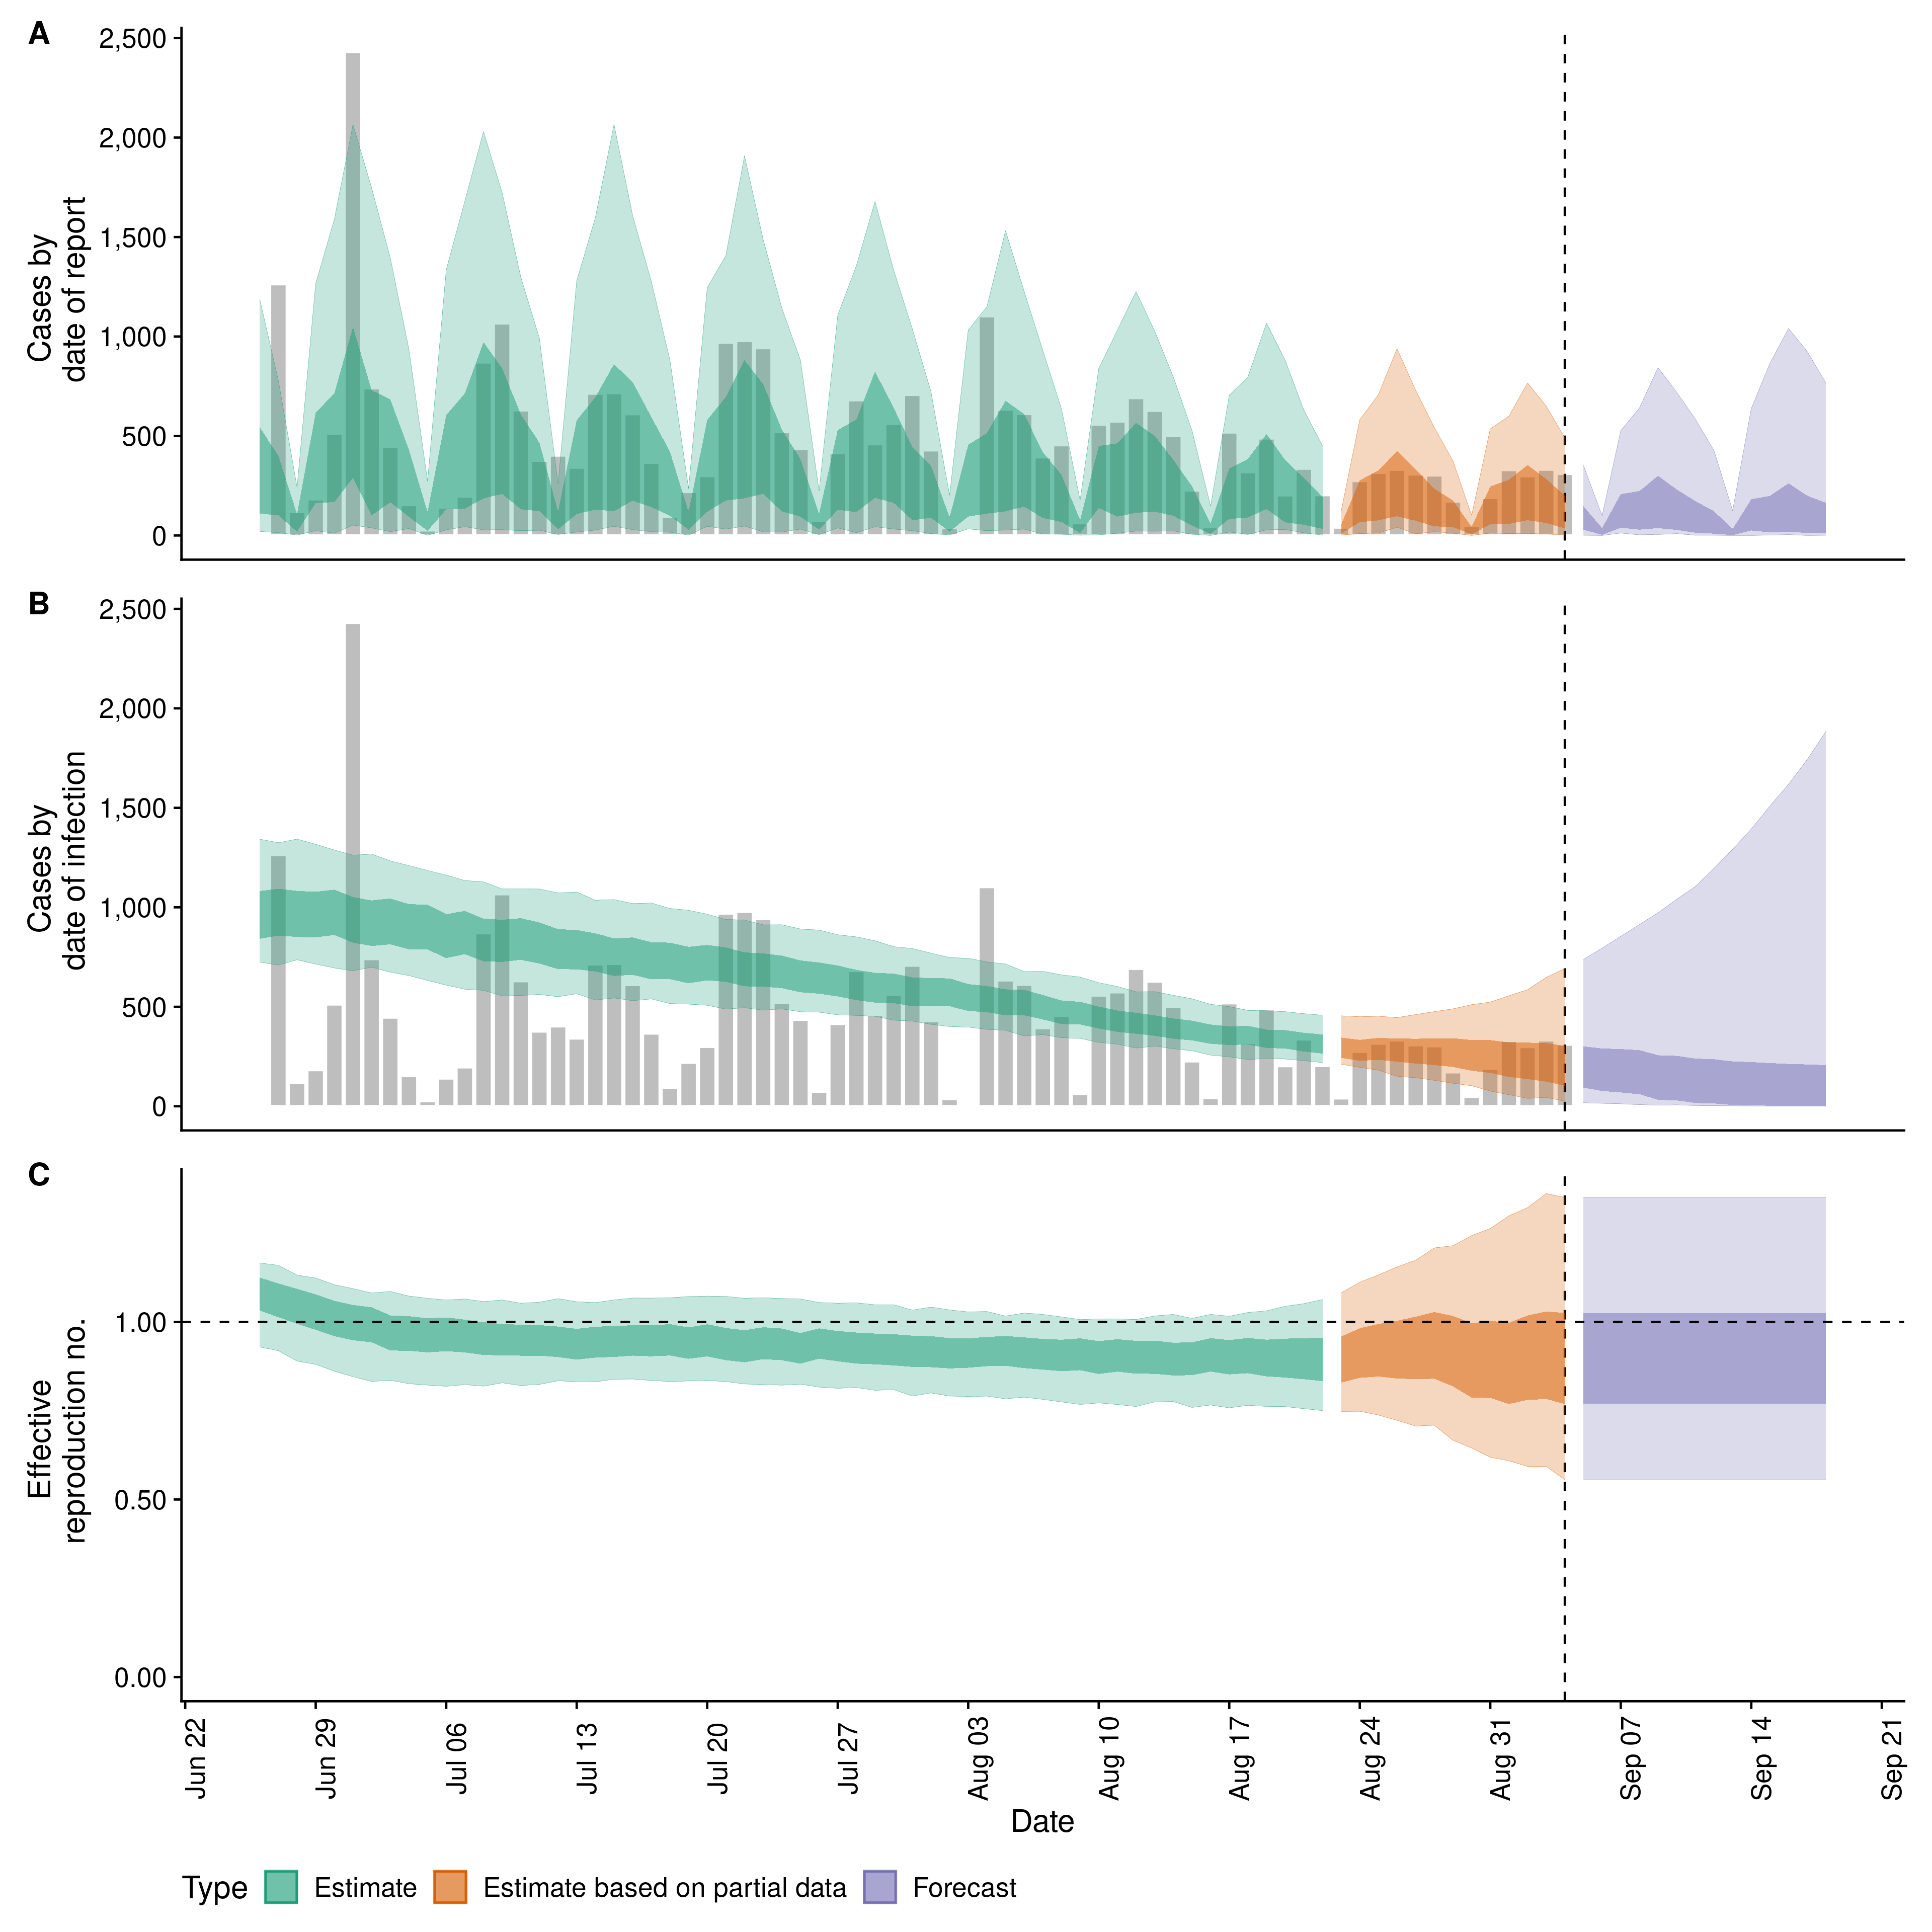 A
Cases by
date of report
2,500
2,000
1,500
1,000
500
0
B
Cases by
date of infection
2,500
2,000
1,500
1,000
500
0
C
Effective
reproduction no.
1.00
0.50
0.00
Jun 22
Jun 29
Jul 06
Jul 13
Jul 20
Jul 27
Aug 03
Aug 10
Aug 17
Aug 24
Aug 31
Sep 07
Sep 14
Sep 21
Date
Type
Estimate
Estimate based on partial data
Forecast